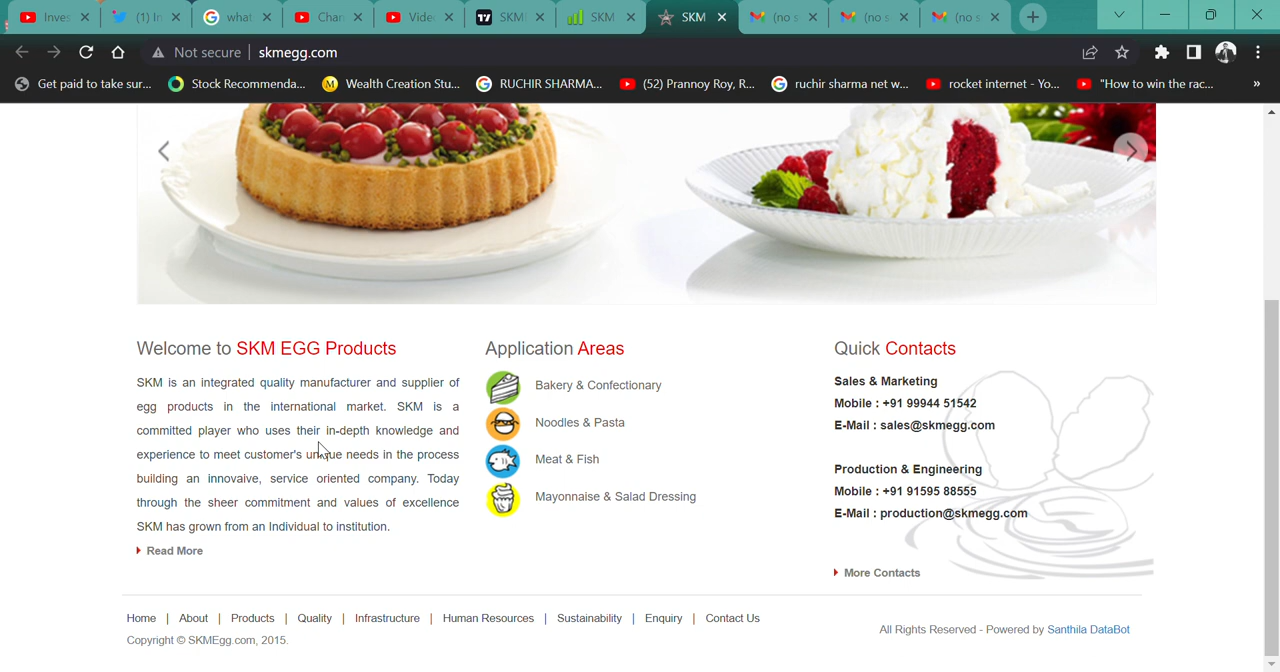 Inves
(1) In
what
Chan
Video
SKMI
SKM
SKM
(no s
(no s
(no s
Not secure
skmegg.com
Get paid to take sur...
Stock Recommenda...
Wealth Creation Stu...
RUCHIR SHARMA...
(52) Prannoy Roy, R...
ruchir sharma net w...
rocket internet - Yo...
"How to win the rac...
»
Welcome to SKM EGG Products
SKM is an integrated quality manufacturer and supplier of
egg products in the international market. SKM is a
committed player who uses their in-depth knowledge and
experience to meet customer's unique needs in the process
building an innovaive, service oriented company. Today
through the sheer commitment and values of excellence
SKM has grown from an Individual to institution.
Read More
Application Areas
Bakery & Confectionary
Noodles & Pasta
Meat & Fish
Mayonnaise & Salad Dressing
Quick Contacts
Sales & Marketing
Mobile : +91 99944 51542
E-Mail : sales@skmegg.com
Production & Engineering
Mobile : +91 91595 88555
E-Mail : production@skmegg.com
More Contacts
Home | About | Products | Quality | Infrastructure | Human Resources | Sustainability | Enquiry | Contact Us
Copyright © SKMEgg.com, 2015.
All Rights Reserved - Powered by Santhila DataBot